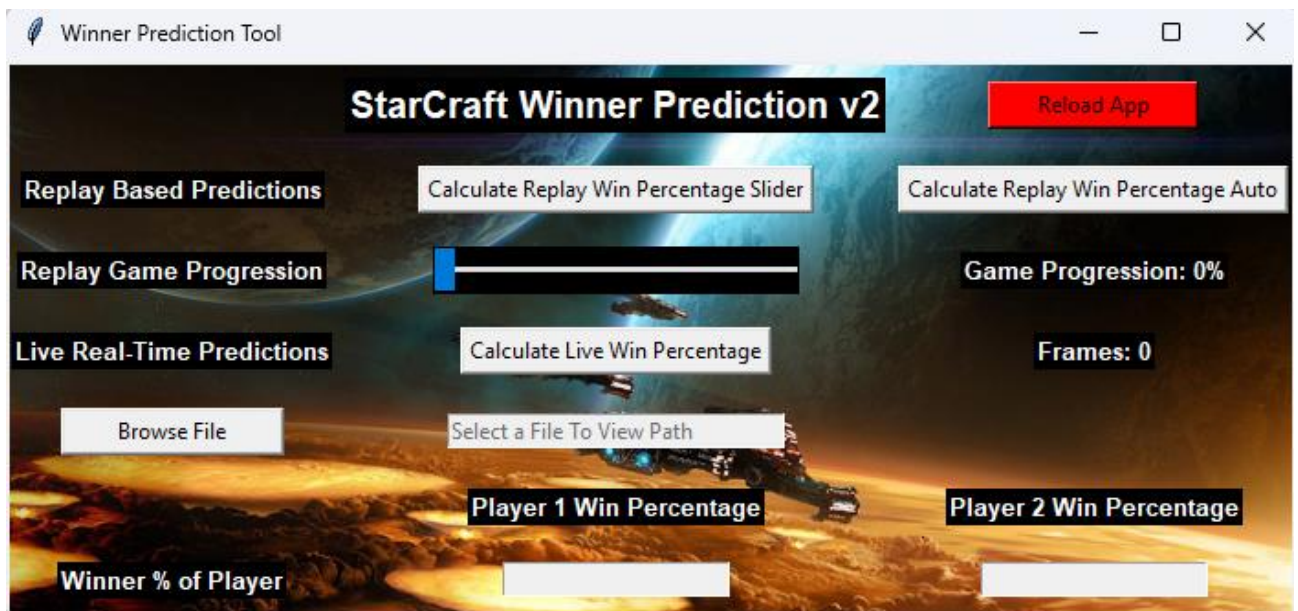 Winner Prediction Tool
StarCraft Winner Prediction v2
Reload App
Replay Based Predictions
Calculate Replay Win Percentage Slider
Calculate Replay Win Percentage Auto
Replay Game Progression
Game Progression: 0%
Live Real-Time Predictions
Calculate Live Win Percentage
Frames: 0
Browse File
Select a File To View Path
Player 1 Win Percentage
Player 2 Win Percentage
Winner % of Player